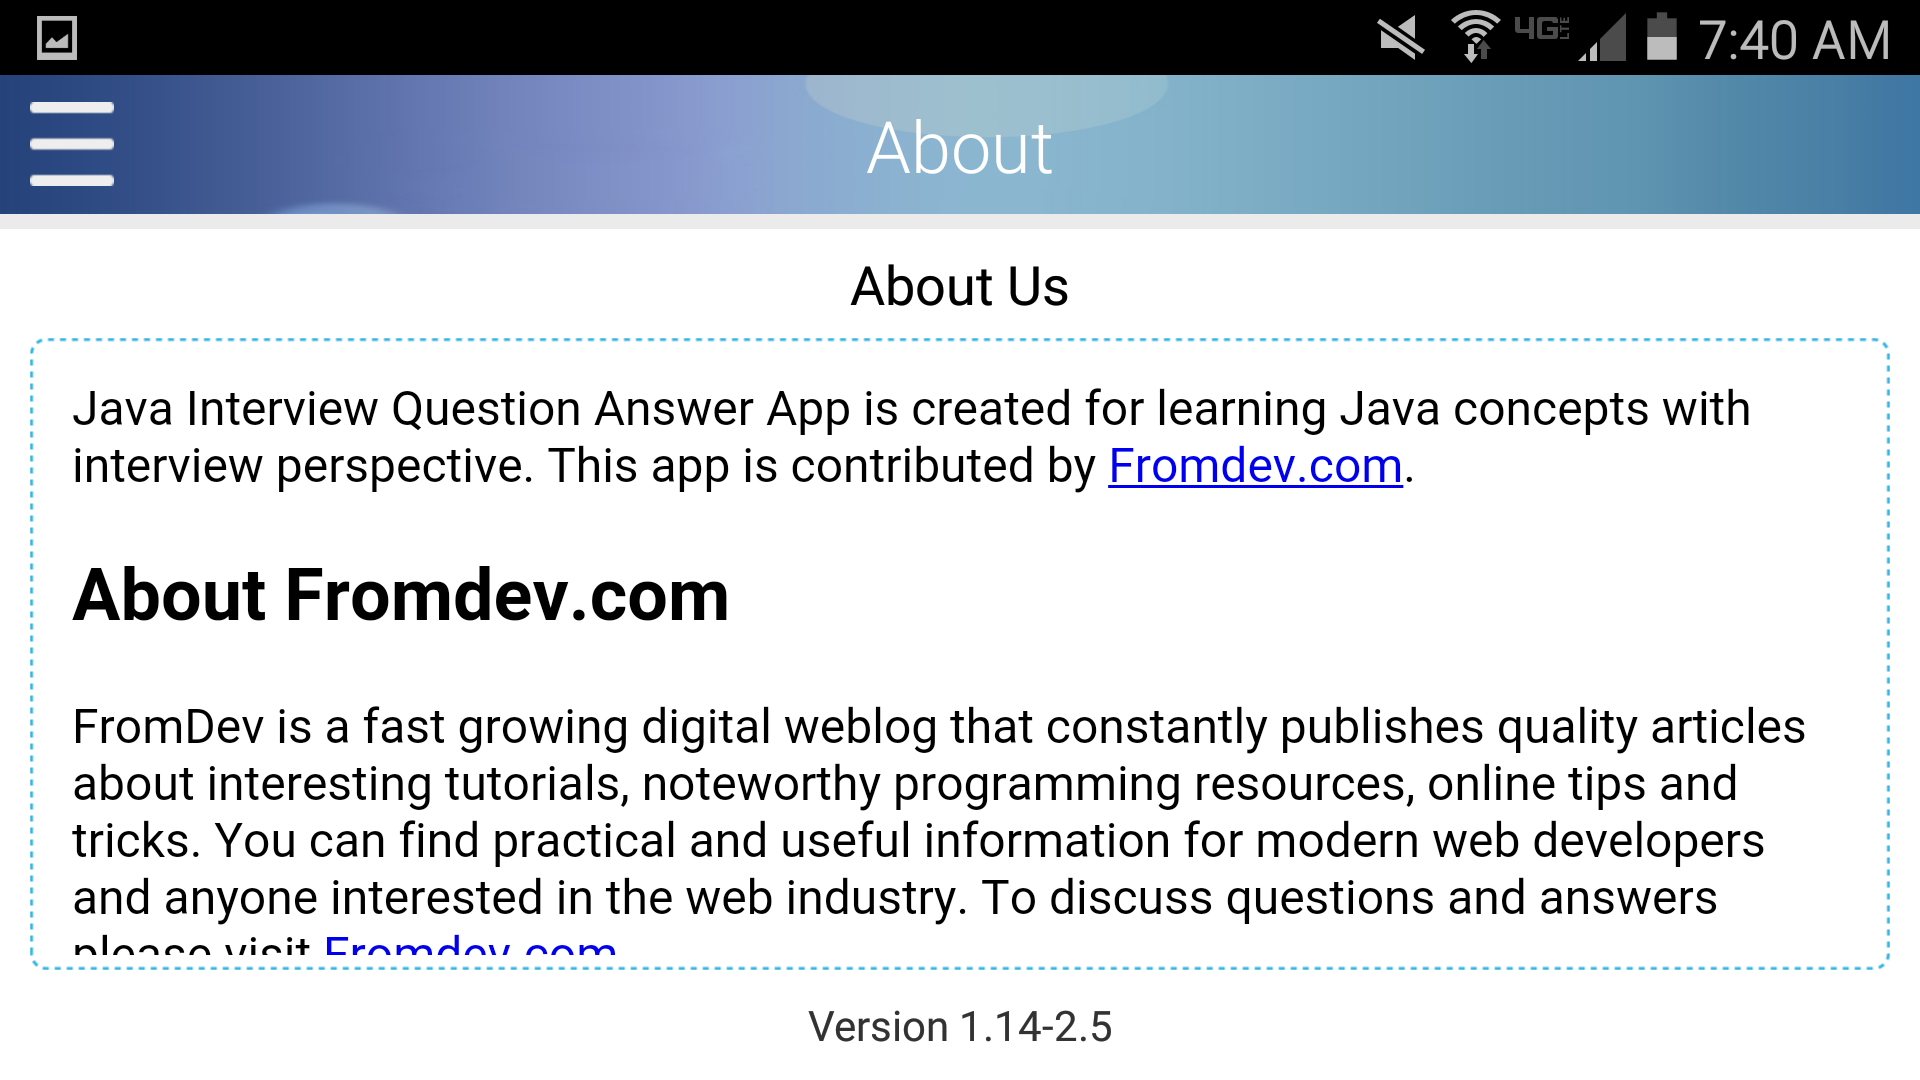 4G LTE 7:40 AM
About
About Us
Java Interview Question Answer App is created for learning Java concepts with
interview perspective. This app is contributed by Fromdev.com.
About Fromdev.com
FromDev is a fast growing digital weblog that constantly publishes quality articles
about interesting tutorials, noteworthy programming resources, online tips and
tricks. You can find practical and useful information for modern web developers
and anyone interested in the web industry. To discuss questions and answers
please visit Fromdev.com
Version 1.14-2.5